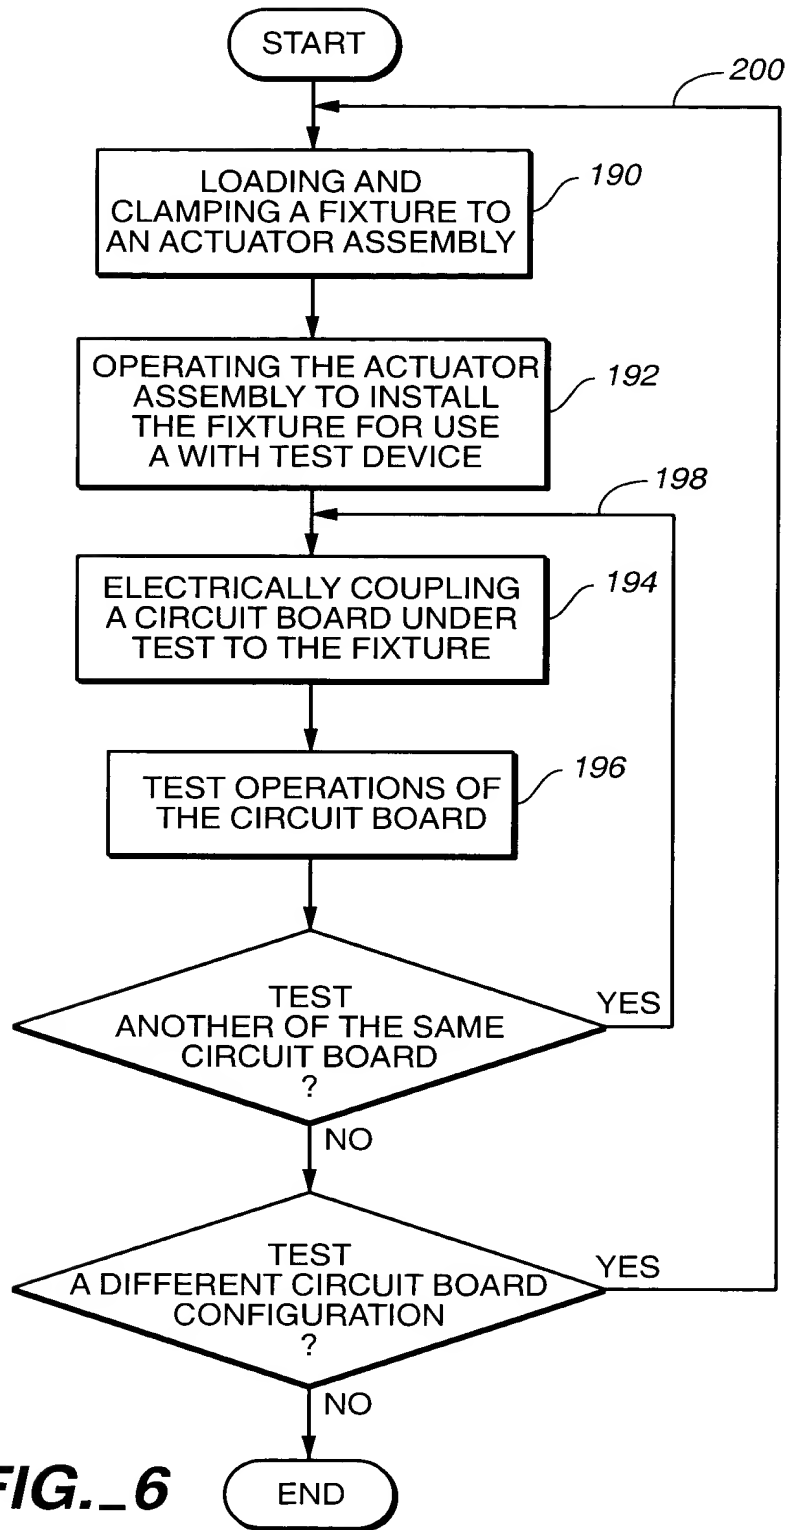 START
200
LOADING AND
CLAMPING A FIXTURE TO
AN ACTUATOR ASSEMBLY
190
OPERATING THE ACTUATOR
ASSEMBLY TO INSTALL
THE FIXTURE FOR USE
A WITH TEST DEVICE
192
198
ELECTRICALLY COUPLING
A CIRCUIT BOARD UNDER
TEST TO THE FIXTURE
194
TEST OPERATIONS OF
THE CIRCUIT BOARD
196
TEST
ANOTHER OF THE SAME
CIRCUIT BOARD
?
YES
NO
TEST
A DIFFERENT CIRCUIT BOARD
CONFIGURATION
?
YES
NO
END
FIG._6